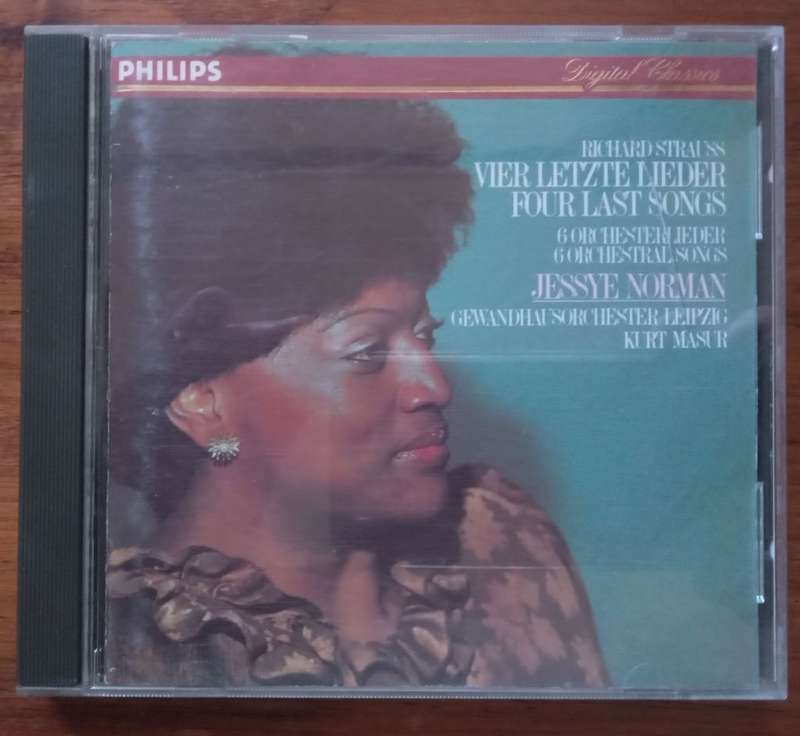 PHILIPS
Digital Classics
RICHARD STRAUSS
VIER LETZTE LIEDER
FOUR LAST SONGS
6 ORCHESTERLIEDER
6 ORCHESTRAL SONGS
JESSYE NORMAN
GEWANDHAUSORCHESTER LEIPZIG
KURT MASUR